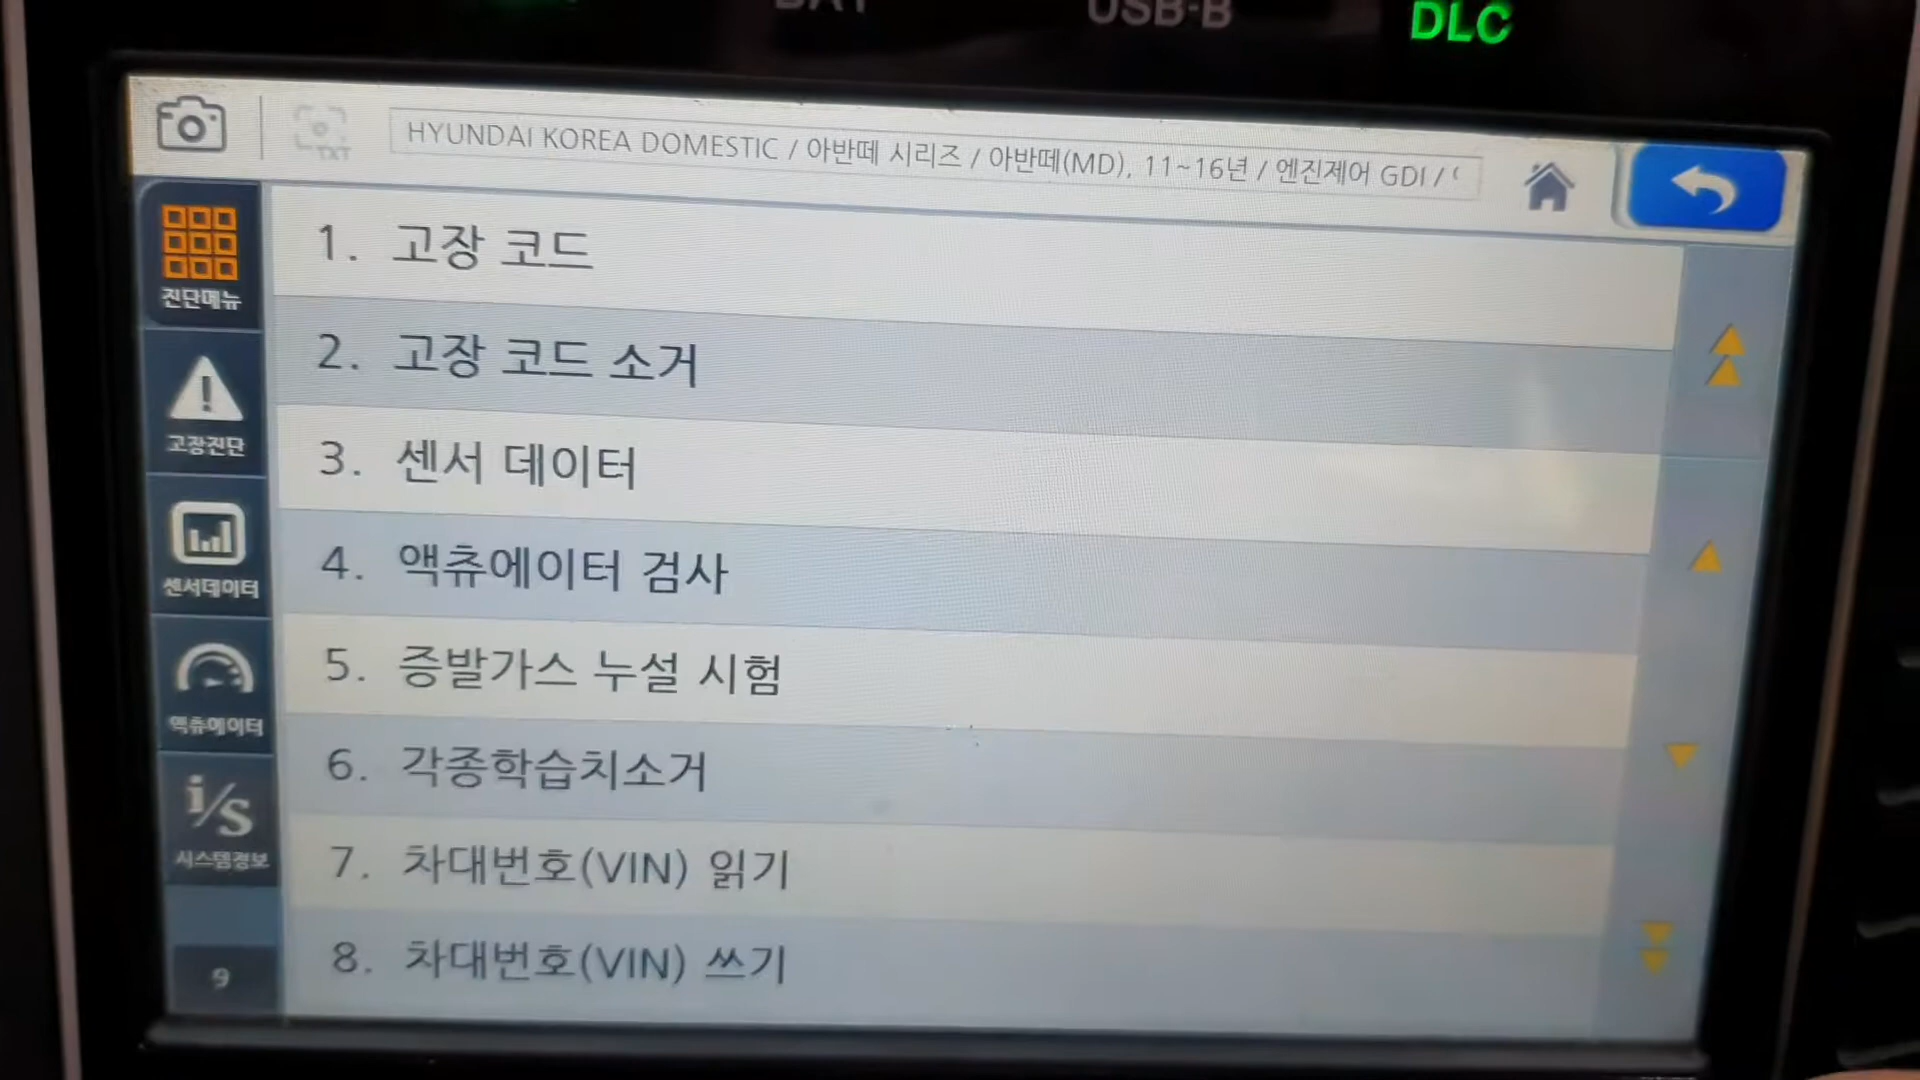 BAT USB-B DLC
TXT
HYUNDAI KOREA DOMESTIC / 아반떼 시리즈 / 아반떼(MD), 11~16년 / 엔진제어 GDI /
진단메뉴
고장진단
센서데이터
액츄에이터
i/s
시스템정보
9
1. 고장 코드
2. 고장 코드 소거
3. 센서 데이터
4. 액츄에이터 검사
5. 증발가스 누설 시험
6. 각종학습치소거
7. 차대번호(VIN) 읽기
8. 차대번호(VIN) 쓰기